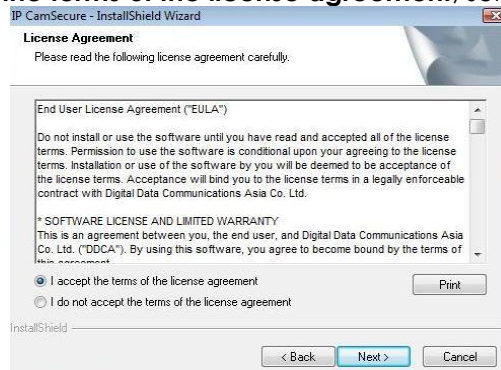 the terms of the license agreement
IP CamSecure - InstallShield Wizard
License Agreement
Please read the following license agreement carefully.
End User License Agreement ("EULA")
Do not install or use the software until you have read and accepted all of the license
terms. Permission to use the software is conditional upon your agreeing to the license
terms. Installation or use of the software by you will be deemed to be acceptance of
the license terms. Acceptance will bind you to the license terms in a legally enforceable
contract with Digital Data Communications Asia Co. Ltd.
* SOFTWARE LICENSE AND LIMITED WARRANTY
This is an agreement between you, the end user, and Digital Data Communications Asia
Co. Ltd. ("DDCA"). By using this software, you agree to become bound by the terms of
this agreement
I accept the terms of the license agreement
Print
I do not accept the terms of the license agreement
InstallShield
< Back
Next >
Cancel